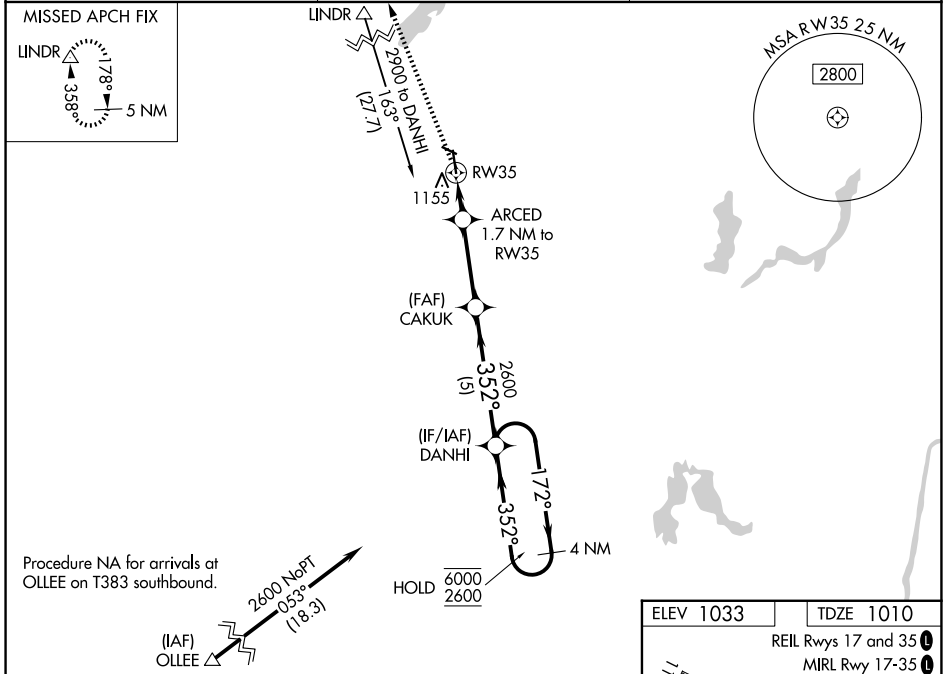 MISSED APCH FIX
LINDR
178°
358°
5 NM
LINDR
2900 to DANHI
163°
(27.7)
MSA RW35 25 NM
2800
RW35
1155
ARCED
1.7 NM to
RW35
(FAF)
CAKUK
2600
352°
(5)
(IF/IAF)
DANHI
172°
352°
4 NM
HOLD
6000
2600
Procedure NA for arrivals at
OLLEE on T383 southbound.
2600 NoPT
053°
(18.3)
(IAF)
OLLEE
ELEV 1033
TDZE 1010
REIL Rwys 17 and 35 L
MIRL Rwy 17-35 L